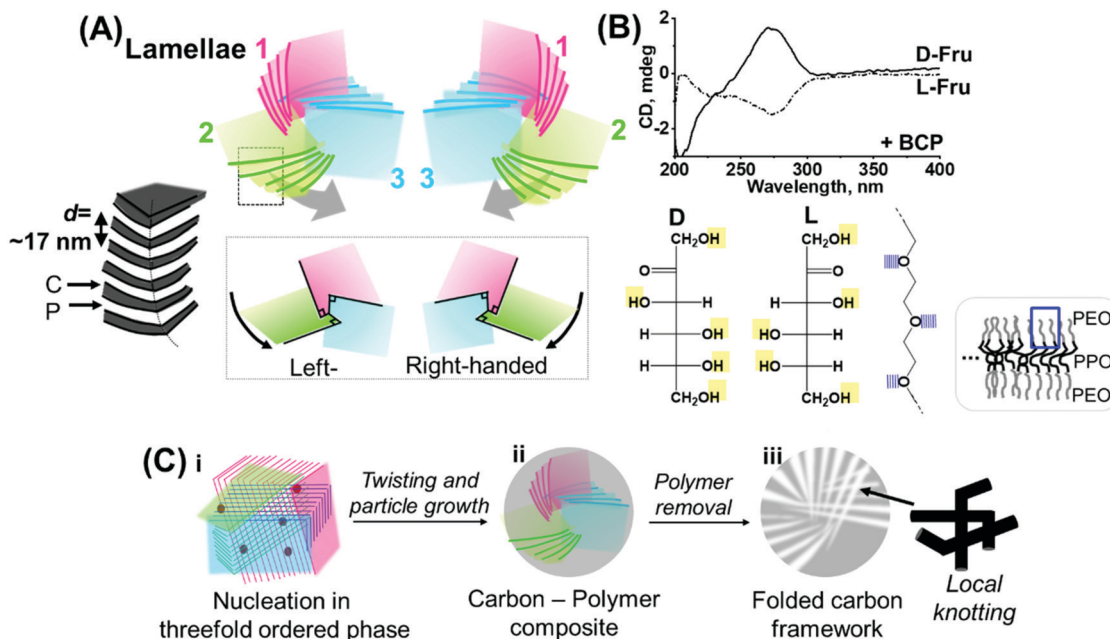 (A)
Lamellae
1
1
2
2
3
3
d=
~17 nm
C
P
Left-
Right-handed
(B)
CD, mdeg
2
0
-2
200
250
300
350
400
Wavelength, nm
D-Fru
L-Fru
+ BCP
D
L
CH₂OH
CH₂OH
O
O
HO
H
H
OH
H
OH
HO
H
H
OH
HO
H
CH₂OH
CH₂OH
O
O
O
...
PEO
PPO
PEO
(C)
i
Twisting and
particle growth
ii
Polymer
removal
iii
Nucleation in
threefold ordered phase
Carbon – Polymer
composite
Folded carbon
framework
Local
knotting